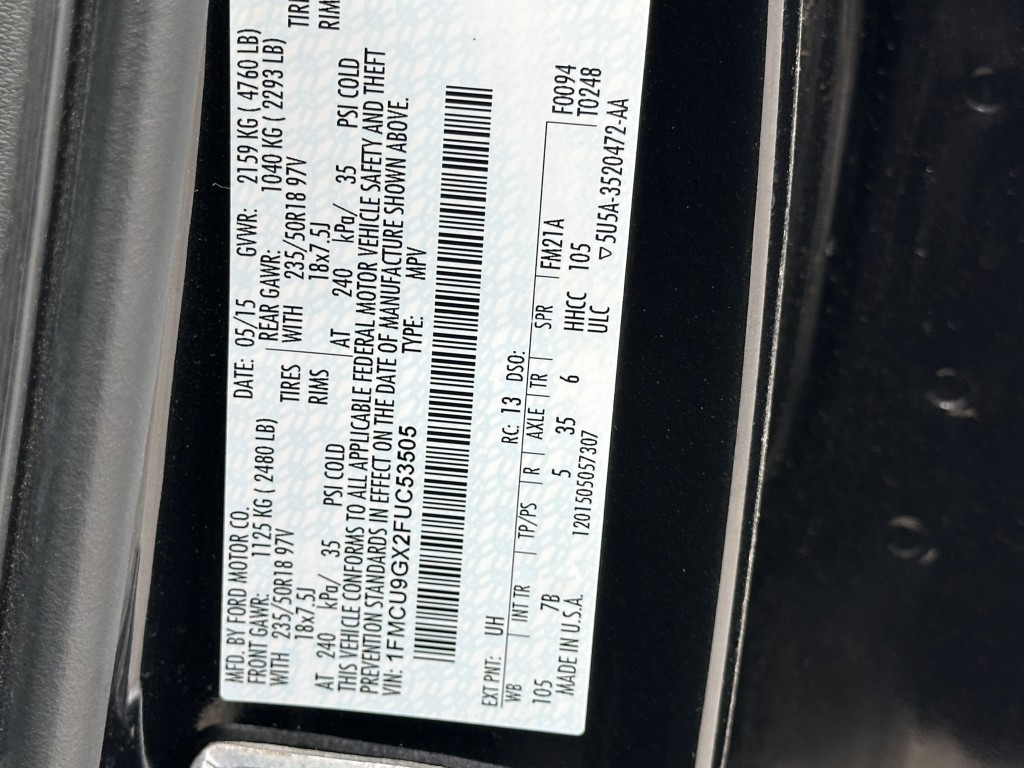 MFD. BY FORD MOTOR CO. DATE: 05/15 GVWR: 2159 KG ( 4760 LB)
FRONT GAWR: 1125 KG ( 2480 LB) REAR GAWR: 1040 KG ( 2293 LB)
WITH 235/50R18 97V TIRES WITH 235/50R18 97V TIRE
18x7.5J RIMS 18x7.5J RIM
AT 240 kPa/ 35 PSI COLD AT 240 kPa/ 35 PSI COLD
THIS VEHICLE CONFORMS TO ALL APPLICABLE FEDERAL MOTOR VEHICLE SAFETY AND THEFT
PREVENTION STANDARDS IN EFFECT ON THE DATE OF MANUFACTURE SHOWN ABOVE.
VIN: 1FMCU9GX2FUC53505 TYPE: MPV
EXT PNT: UH RC: 13 DSO: F0094
WB INT TR TP/PS R AXLE TR SPR FM21A T0248
105 7B 5 35 6 HHCC 105
MADE IN U.S.A. 120150507307 ULC ▽5U5A-3520472-AA